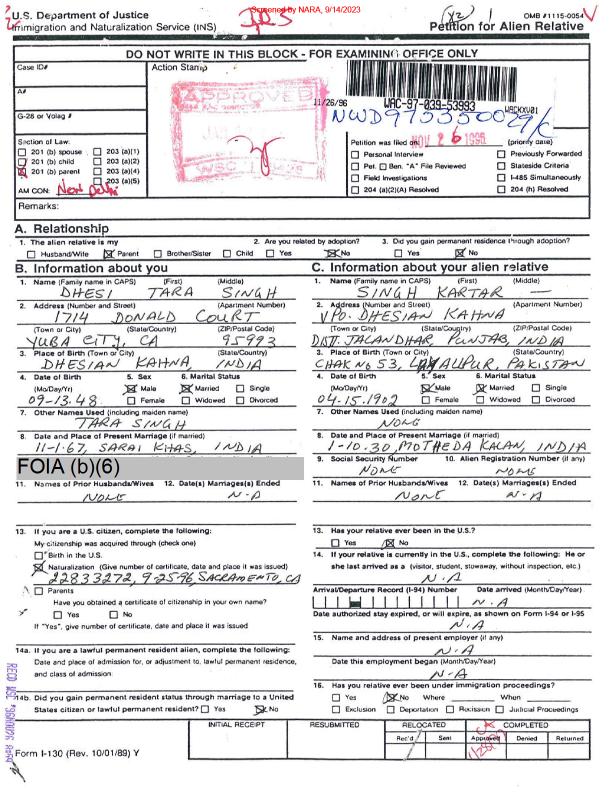 Screened by NARA, 9/14/2023
U.S. Department of Justice
Immigration and Naturalization Service (INS)
OMB #1115-0054
Petition for Alien Relative
DO NOT WRITE IN THIS BLOCK - FOR EXAMINING OFFICE ONLY
Case ID#
Action Stamp
A#
G-28 or Volag #
APPROVED
11/26/96
WAC-97-039-53993
WACKXV01
Section of Law:
201 (b) spouse 203 (a)(1)
201 (b) child 203 (a)(2)
201 (b) parent 203 (a)(4)
203 (a)(5)
AM CON: New Delhi
Petition was filed on: NOV 26 1996 (priority date)
Personal Interview Previously Forwarded
Pet. Ben. "A" File Reviewed Stateside Criteria
Field Investigations I-485 Simultaneously
204 (a)(2)(A) Resolved 204 (h) Resolved
Remarks:
A. Relationship
1. The alien relative is my
Husband/Wife Parent Brother/Sister Child
2. Are you related by adoption?
Yes No
3. Did you gain permanent residence through adoption?
Yes No
B. Information about you
1. Name (Family name in CAPS) (First) (Middle)
DHESI TARA SINGH
2. Address (Number and Street) (Apartment Number)
1714 DONALD COURT
(Town or City) (State/Country) (ZIP/Postal Code)
YUBA CITY, CA 95993
3. Place of Birth (Town or City) (State/Country)
DHESIAN KAHNA, INDIA
4. Date of Birth (Mo/Day/Yr) 5. Sex 6. Marital Status
Male Married Single
09-13-48 Female Widowed Divorced
7. Other Names Used (including maiden name)
TARA SINGH
8. Date and Place of Present Marriage (if married)
11-1-67, SARAI KHAS, INDIA
FOIA (b)(6)
11. Names of Prior Husbands/Wives 12. Date(s) Marriages(s) Ended
NONE N-A
13. If you are a U.S. citizen, complete the following:
My citizenship was acquired through (check one)
Birth in the U.S.
Naturalization (Give number of certificate, date and place it was issued)
22833272, 9-25-96, SACRAMENTO, CA
Parents
Have you obtained a certificate of citizenship in your own name?
Yes No
If "Yes", give number of certificate, date and place it was issued
14a. If you are a lawful permanent resident alien, complete the following:
Date and place of admission for, or adjustment to, lawful permanent residence,
and class of admission:
14b. Did you gain permanent resident status through marriage to a United
States citizen or lawful permanent resident? Yes No
C. Information about your alien relative
1. Name (Family name in CAPS) (First) (Middle)
SINGH KARTAR —
2. Address (Number and Street) (Apartment Number)
VPO. DHESIAN KAHNA
(Town or City) (State/Country) (ZIP/Postal Code)
DISTT. JALANDHAR, PUNJAB, INDIA
3. Place of Birth (Town or City) (State/Country)
CHAK NO 53, LYALLPUR, PAKISTAN
4. Date of Birth (Mo/Day/Yr) 5. Sex 6. Marital Status
Male Married Single
04-15-1902 Female Widowed Divorced
7. Other Names Used (including maiden name)
NONE
8. Date and Place of Present Marriage (if married)
1-10-30, MOTHEDA KALAN, INDIA
9. Social Security Number 10. Alien Registration Number (if any)
NONE NONE
11. Names of Prior Husbands/Wives 12. Date(s) Marriages(s) Ended
NONE N-A
13. Has your relative ever been in the U.S.?
Yes No
14. If your relative is currently in the U.S., complete the following: He or
she last arrived as a (visitor, student, stowaway, without inspection, etc.)
N-A
Arrival/Departure Record (I-94) Number Date arrived (Month/Day/Year)
N-A
Date authorized stay expired, or will expire, as shown on Form I-94 or I-95
N-A
15. Name and address of present employer (if any)
N-A
Date this employment began (Month/Day/Year)
N-A
16. Has your relative ever been under immigration proceedings?
Yes No Where When
Exclusion Deportation Recission Judicial Proceedings
INITIAL RECEIPT RESUBMITTED RELOCATED COMPLETED
Rec'd Sent Approved Denied Returned
Form I-130 (Rev. 10/01/89) Y